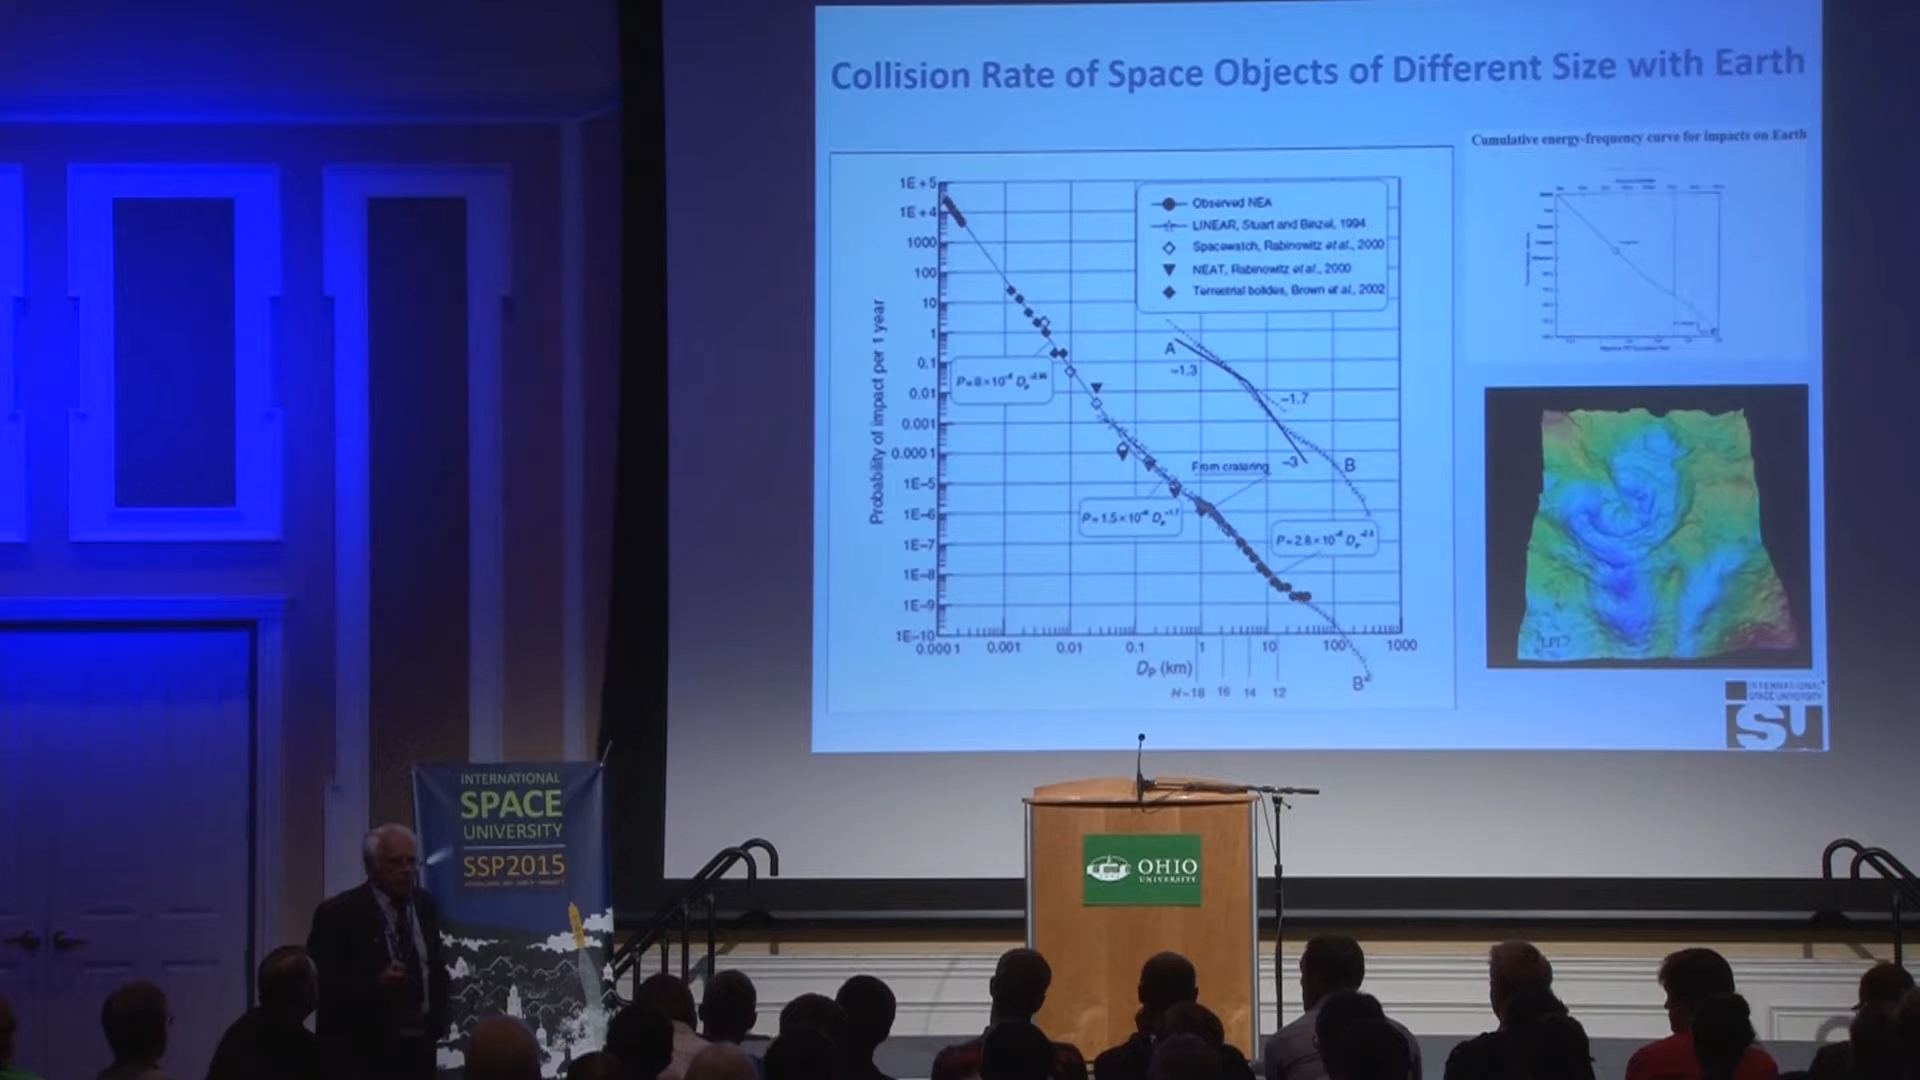 Collision Rate of Space Objects of Different Size with Earth
Cumulative energy-frequency curve for impacts on Earth
1E+5
1E+4
1000
100
10
1
0.1
0.01
0.001
0.0001
1E-5
1E-6
1E-7
1E-8
1E-9
1E-10
Probability of impact per 1 year
Observed NEA
LINEAR, Stuart and Binzel, 1994
Spacewatch, Rabinowitz et al., 2000
NEAT, Rabinowitz et al., 2000
Terrestrial bolides, Brown et al., 2002
A
-1.3
-1.7
-3
B
From cratering
0.0001 0.001 0.01 0.1 1 10 100 1000
Dp (km)
H-18 16 14 12
B
LPI
INTERNATIONAL
SPACE UNIVERSITY
ISU
INTERNATIONAL
SPACE
UNIVERSITY
SSP2015
OHIO
UNIVERSITY